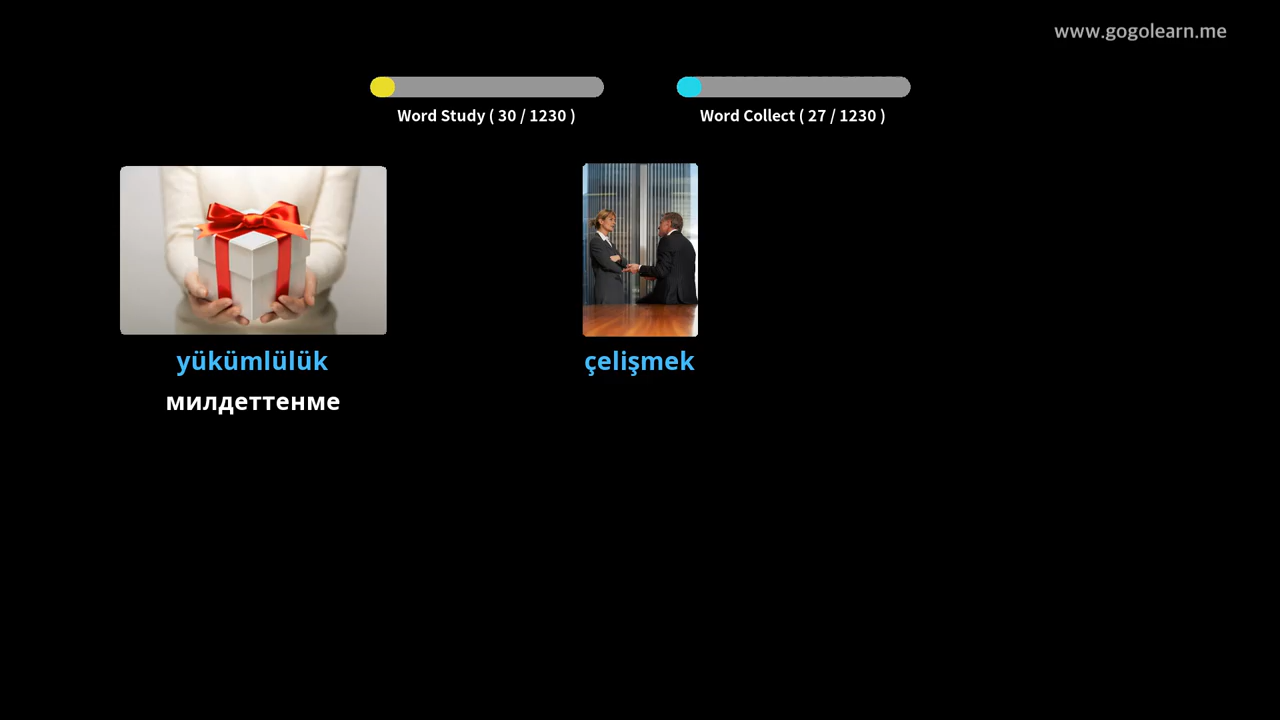 www.gogolearn.me
Word Study ( 30 / 1230 )
Word Collect ( 27 / 1230 )
yükümlülük
çelişmek
милдеттенме